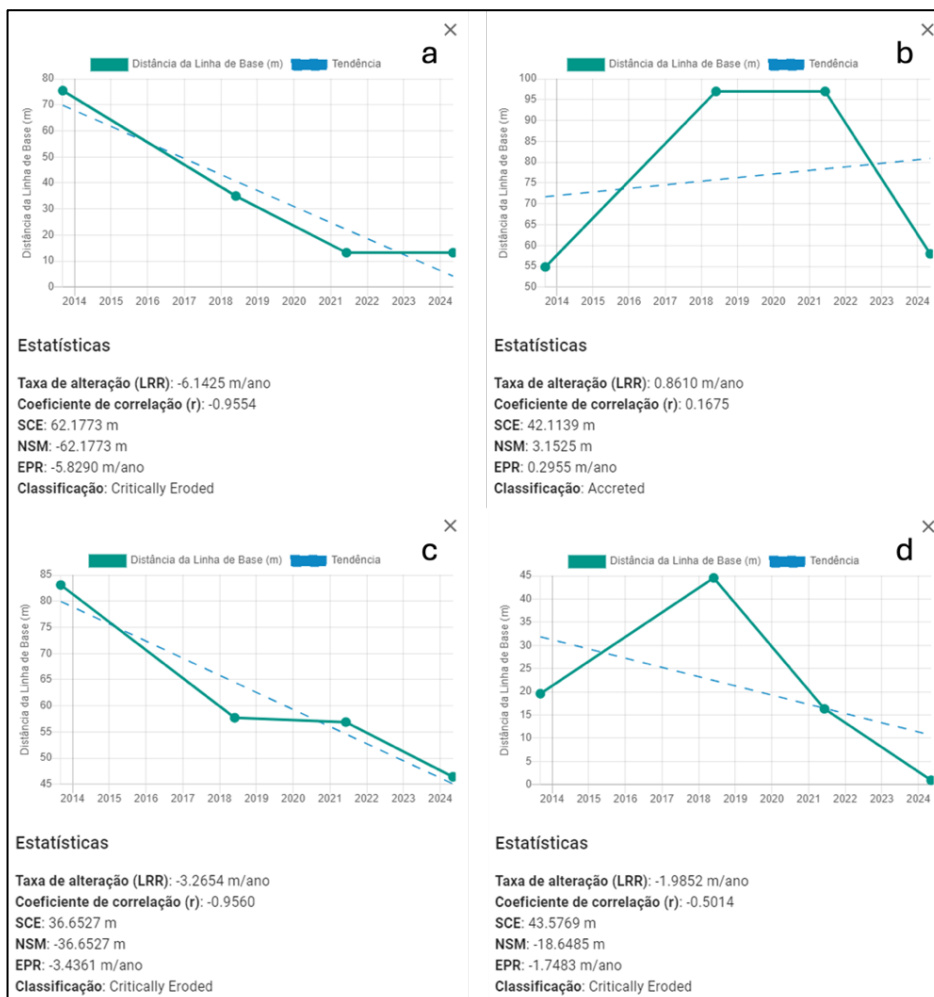 a
Distância da Linha de Base (m) Tendência
Distância da Linha de Base (m)
80
70
60
50
40
30
20
10
0
2014 2015 2016 2017 2018 2019 2020 2021 2022 2023 2024
Estatísticas
Taxa de alteração (LRR): -6.1425 m/ano
Coeficiente de correlação (r): -0.9554
SCE: 62.1773 m
NSM: -62.1773 m
EPR: -5.8290 m/ano
Classificação: Critically Eroded
b
Distância da Linha de Base (m) Tendência
Distância da Linha de Base (m)
100
95
90
85
80
75
70
65
60
55
50
2014 2015 2016 2017 2018 2019 2020 2021 2022 2023 2024
Estatísticas
Taxa de alteração (LRR): 0.8610 m/ano
Coeficiente de correlação (r): 0.1675
SCE: 42.1139 m
NSM: 3.1525 m
EPR: 0.2955 m/ano
Classificação: Accreted
c
Distância da Linha de Base (m) Tendência
Distância da Linha de Base (m)
85
80
75
70
65
60
55
50
45
2014 2015 2016 2017 2018 2019 2020 2021 2022 2023 2024
Estatísticas
Taxa de alteração (LRR): -3.2654 m/ano
Coeficiente de correlação (r): -0.9560
SCE: 36.6527 m
NSM: -36.6527 m
EPR: -3.4361 m/ano
Classificação: Critically Eroded
d
Distância da Linha de Base (m) Tendência
Distância da Linha de Base (m)
45
40
35
30
25
20
15
10
5
0
2014 2015 2016 2017 2018 2019 2020 2021 2022 2023 2024
Estatísticas
Taxa de alteração (LRR): -1.9852 m/ano
Coeficiente de correlação (r): -0.5014
SCE: 43.5769 m
NSM: -18.6485 m
EPR: -1.7483 m/ano
Classificação: Critically Eroded